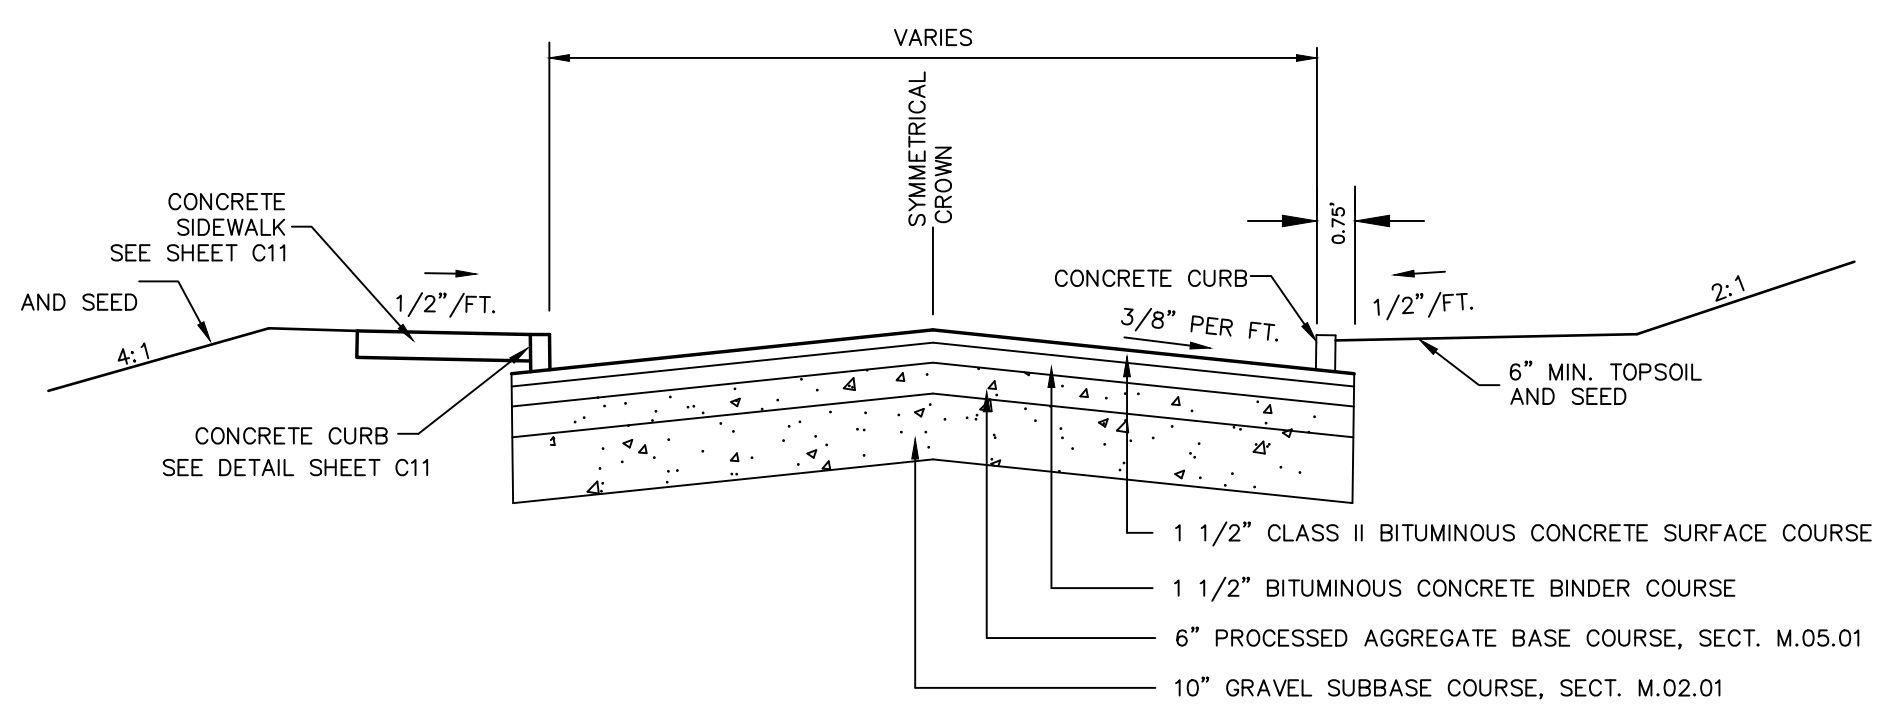 VARIES
SYMMETRICAL
CROWN
CONCRETE
SIDEWALK
SEE SHEET C11
AND SEED
4:1
1/2"/FT.
CONCRETE CURB
SEE DETAIL SHEET C11
0.75'
CONCRETE CURB
3/8" PER FT.
1/2"/FT.
2:1
6" MIN. TOPSOIL
AND SEED
1 1/2" CLASS II BITUMINOUS CONCRETE SURFACE COURSE
1 1/2" BITUMINOUS CONCRETE BINDER COURSE
6" PROCESSED AGGREGATE BASE COURSE, SECT. M.05.01
10" GRAVEL SUBBASE COURSE, SECT. M.02.01